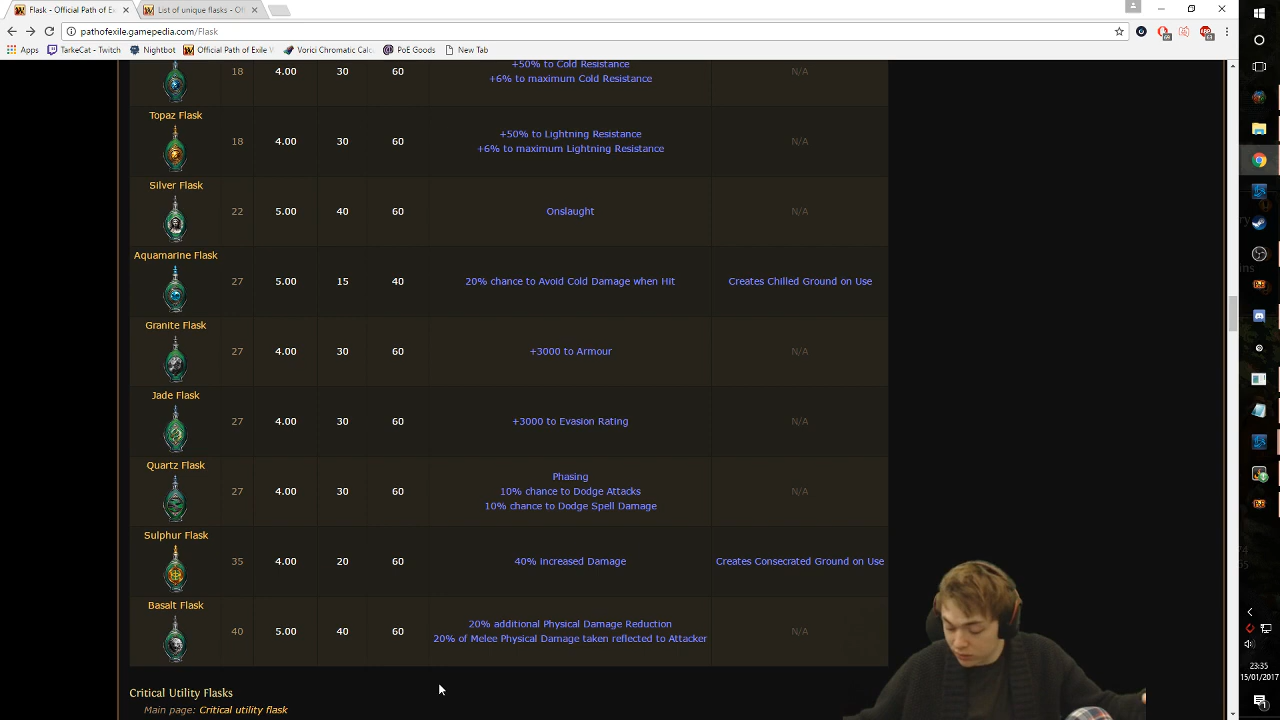 Flask - Official Path of Ex
List of unique flasks - Off
pathofexile.gamepedia.com/Flask
Apps
TarkeCat - Twitch
Nightbot
Official Path of Exile W
Vorici Chromatic Calc
PoE Goods
New Tab
18 4.00 30 60 +50% to Cold Resistance
+6% to maximum Cold Resistance
N/A
Topaz Flask
18 4.00 30 60 +50% to Lightning Resistance
+6% to maximum Lightning Resistance
N/A
Silver Flask
22 5.00 40 60 Onslaught N/A
Aquamarine Flask
27 5.00 15 40 20% chance to Avoid Cold Damage when Hit Creates Chilled Ground on Use
Granite Flask
27 4.00 30 60 +3000 to Armour N/A
Jade Flask
27 4.00 30 60 +3000 to Evasion Rating N/A
Quartz Flask
27 4.00 30 60 Phasing
10% chance to Dodge Attacks
10% chance to Dodge Spell Damage
N/A
Sulphur Flask
35 4.00 20 60 40% increased Damage Creates Consecrated Ground on Use
Basalt Flask
40 5.00 40 60 20% additional Physical Damage Reduction
20% of Melee Physical Damage taken reflected to Attacker
N/A
Critical Utility Flasks
Main page: Critical utility flask
23:35
15/01/2017